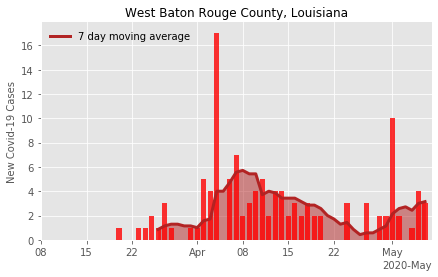 West Baton Rouge County, Louisiana
7 day moving average
New Covid-19 Cases
16
14
12
10
8
6
4
2
0
08 15 22 Apr 08 15 22 May
2020-May